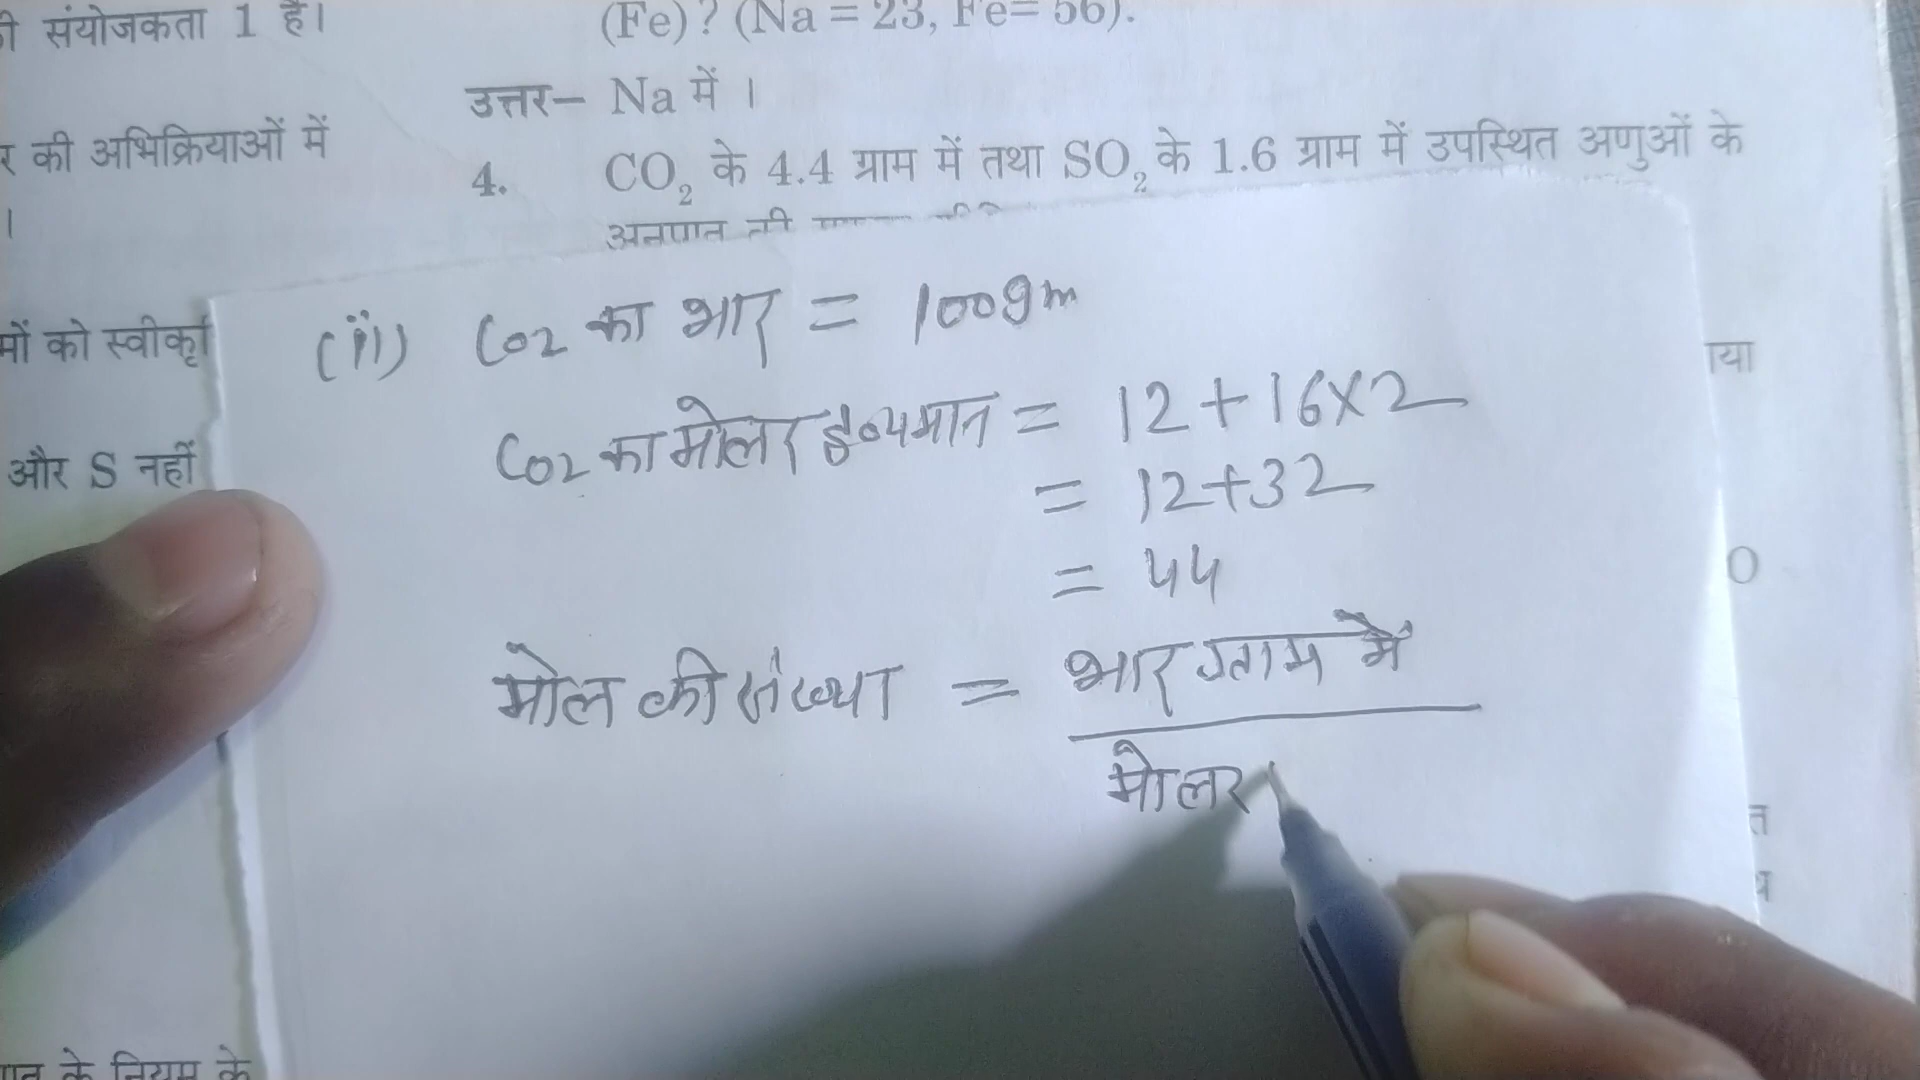 संयोजकता 1 है।
(Fe)? (Na = 23, Fe= 56).
उत्तर– Na में ।
र की अभिक्रियाओं में
।
4. CO₂ के 4.4 ग्राम में तथा SO₂ के 1.6 ग्राम में उपस्थित अणुओं के
मों को स्वीकृ
और S नहीं
(ii) CO2 का भार = 100gm
CO2 का मोलर द्रव्यमान = 12+16×2
= 12+32
= 44
मोल की संख्या = भार ग्राम में
मोलर
या
O
त
के नियम के